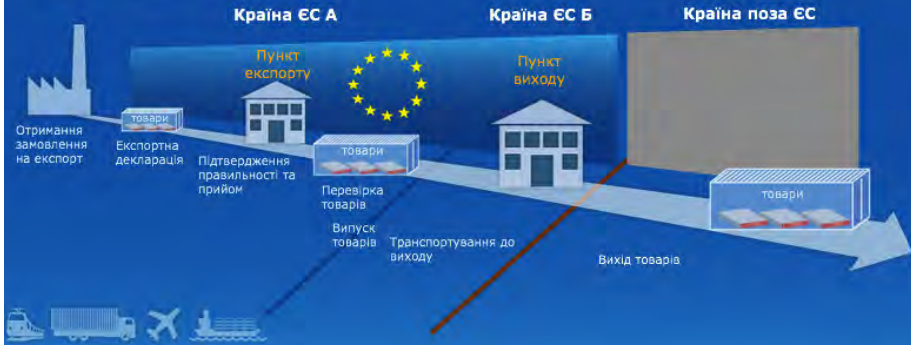 Країна ЄС А
Країна ЄС Б
Країна поза ЄС
Пункт
експорту
Пункт
виходу
товари
товари
товари
Отримання
замовлення
на експорт
Експортна
декларація
Підтвердження
правильності та
прийом
Перевірка
товарів
Випуск
товарів
Транспортування до
виходу
Вихід товарів